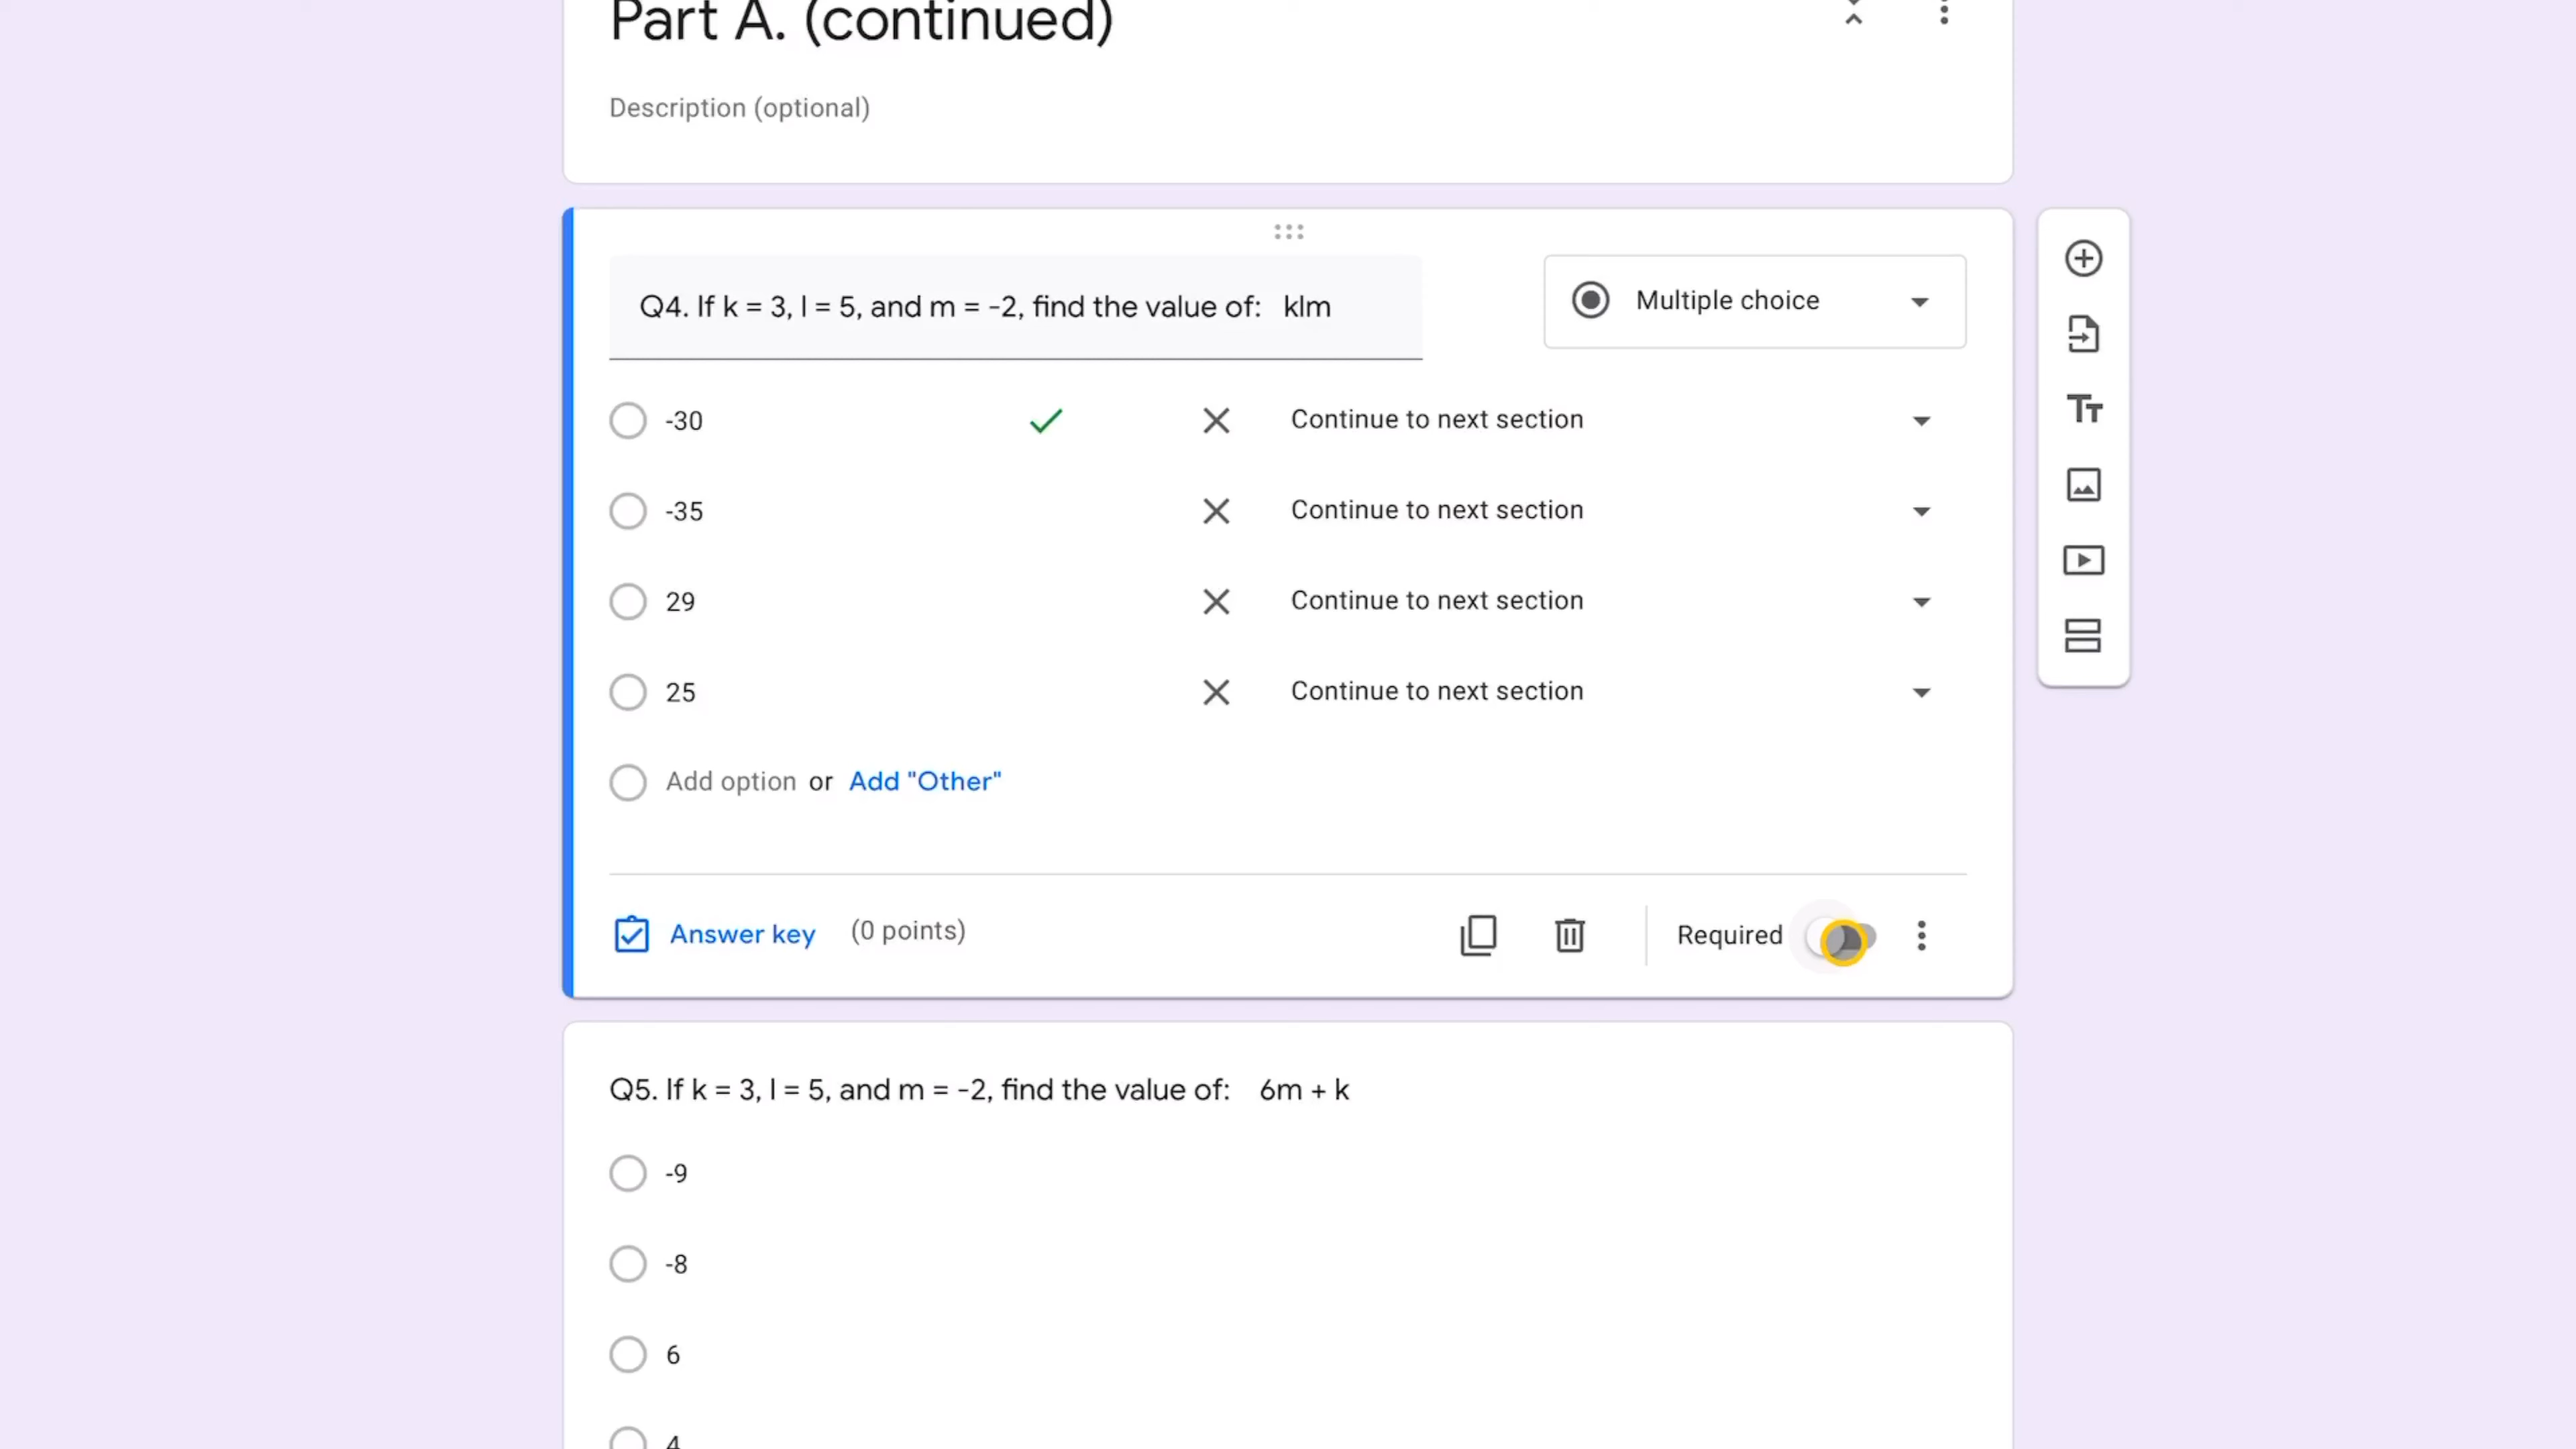 Part A. (continued)
Description (optional)
Q4. If k = 3, l = 5, and m = -2, find the value of: klm
Multiple choice
-30 Continue to next section
-35 Continue to next section
29 Continue to next section
25 Continue to next section
Add option or Add "Other"
Answer key (0 points) Required
Q5. If k = 3, l = 5, and m = -2, find the value of: 6m + k
-9
-8
6
4